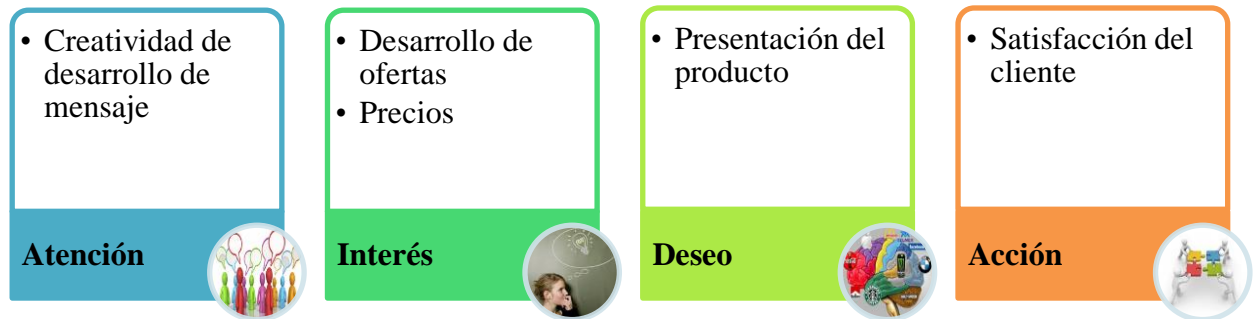 • Creatividad de
desarrollo de
mensaje
Atención
• Desarrollo de
ofertas
• Precios
Interés
• Presentación del
producto
Deseo
• Satisfacción del
cliente
Acción